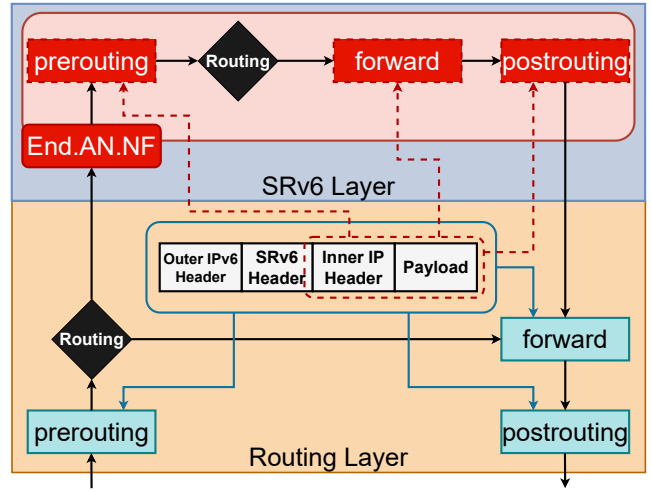 prerouting
Routing
forward
postrouting
End.AN.NF
SRv6 Layer
Outer IPv6
Header
SRv6
Header
Inner IP
Header
Payload
Routing
forward
prerouting
postrouting
Routing Layer